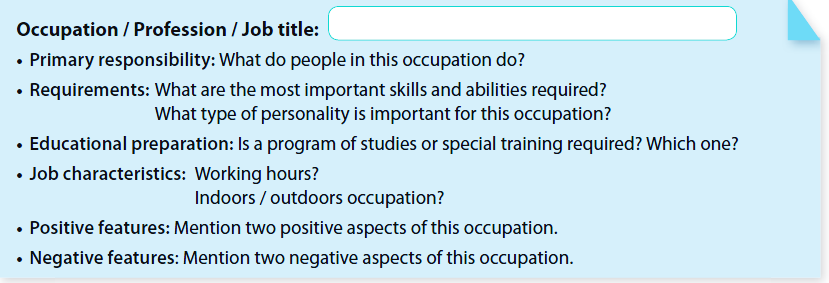 Occupation / Profession / Job title:
• Primary responsibility: What do people in this occupation do?
• Requirements: What are the most important skills and abilities required?
What type of personality is important for this occupation?
• Educational preparation: Is a program of studies or special training required? Which one?
• Job characteristics: Working hours?
Indoors / outdoors occupation?
• Positive features: Mention two positive aspects of this occupation.
• Negative features: Mention two negative aspects of this occupation.